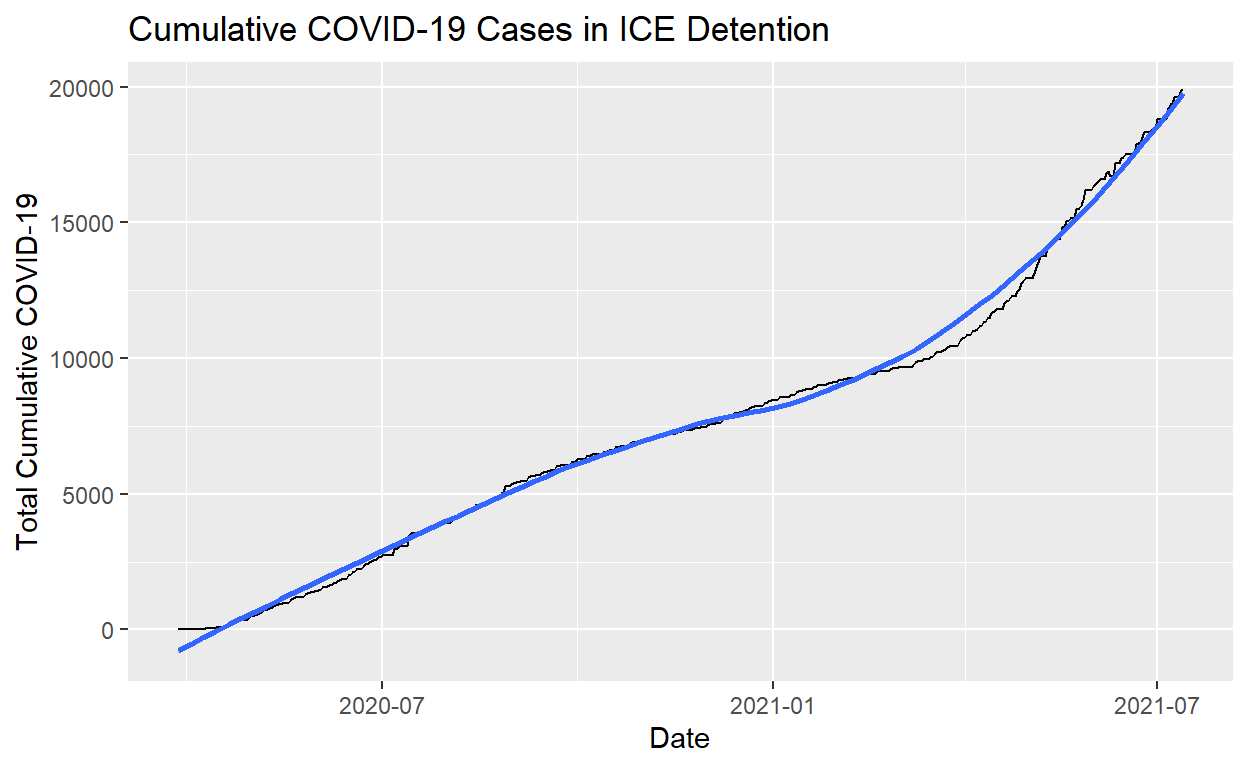 Cumulative COVID-19 Cases in ICE Detention
20000
15000
10000
5000
0
Total Cumulative COVID-19
2020-07
2021-01
2021-07
Date